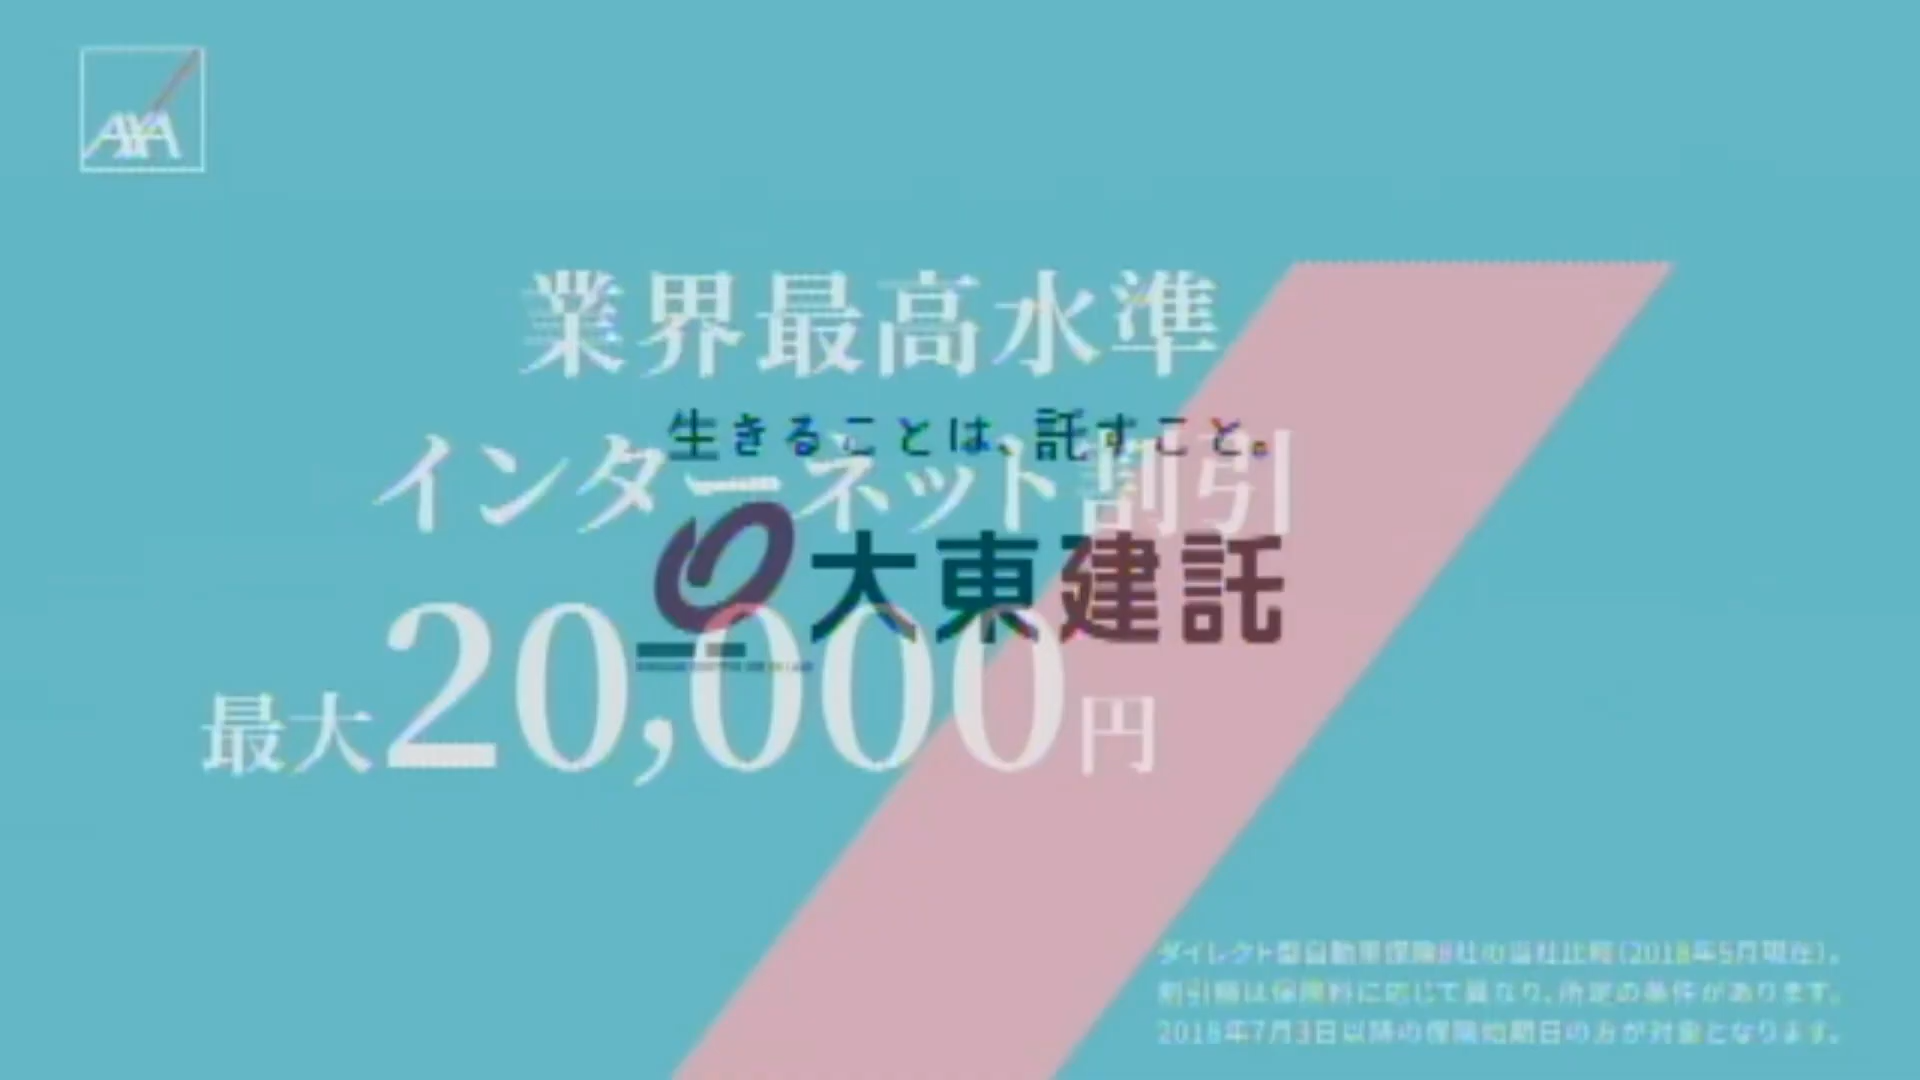 AXA
業界最高水準
生きることは、託すこと。
インターネット割引
大東建託
最大20,000円
ダイレクト型自動車保険8社の当社比較(2018年5月現在)。
割引額は保険料に応じて異なり、所定の条件があります。
2018年7月3日以降の保険始期日の方が対象となります。